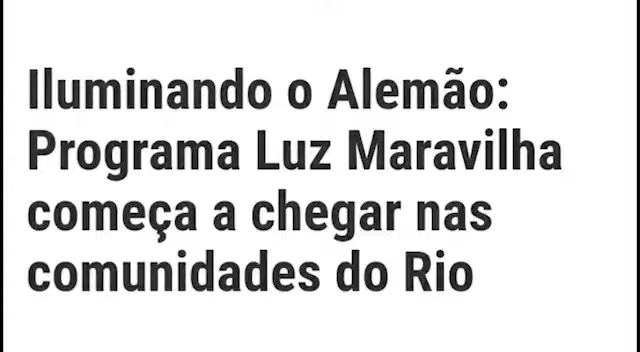 Iluminando o Alemão:
Programa Luz Maravilha
começa a chegar nas
comunidades do Rio